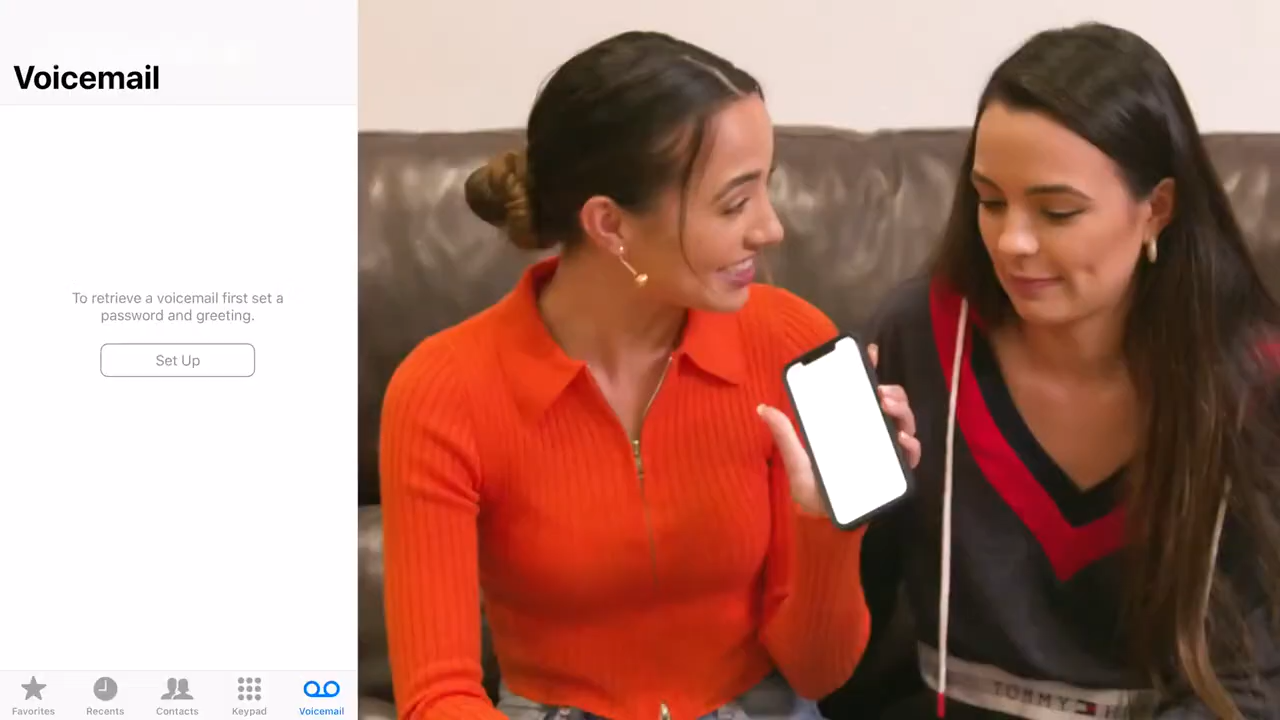 Voicemail
To retrieve a voicemail first set a
password and greeting.
Set Up
Favorites
Recents
Contacts
Keypad
Voicemail
TOMMY H